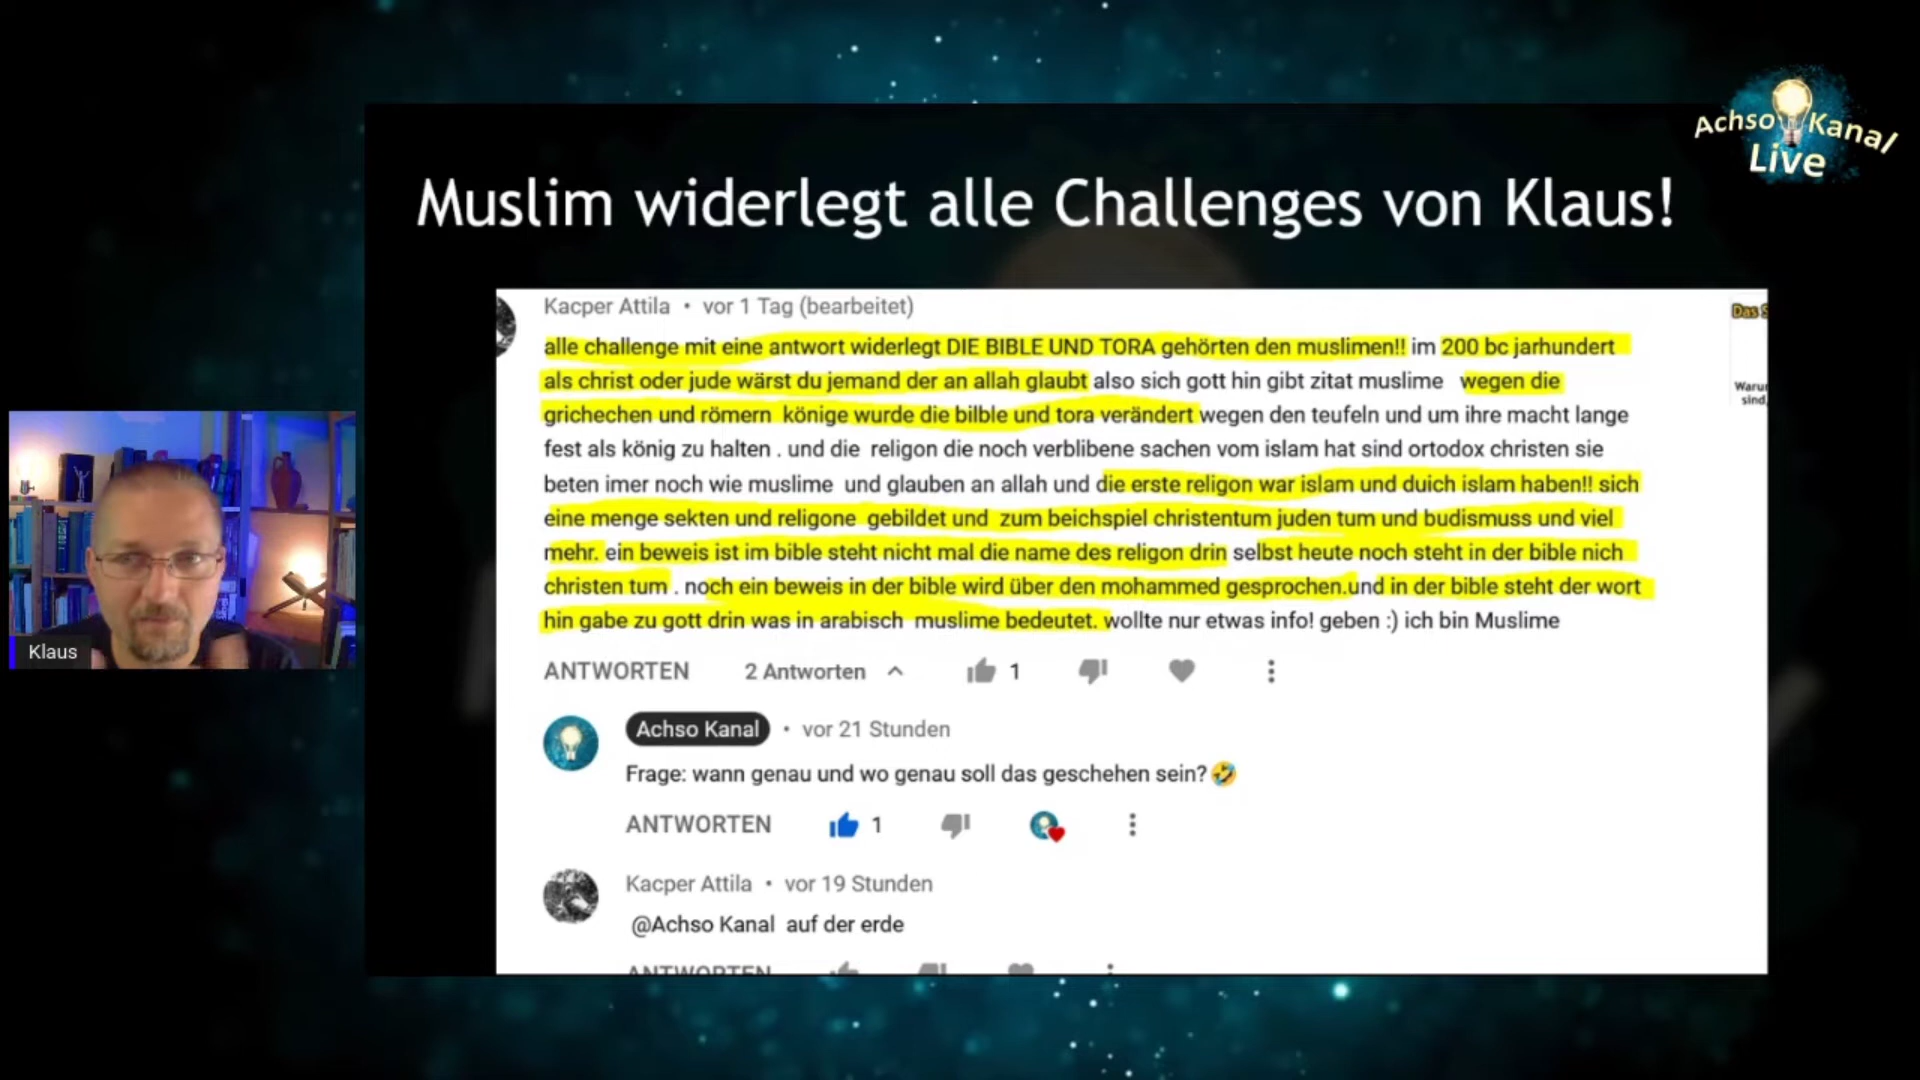 Achso Kanal
Live
Muslim widerlegt alle Challenges von Klaus!
Kacper Attila • vor 1 Tag (bearbeitet)
alle challenge mit eine antwort widerlegt DIE BIBLE UND TORA gehörten den muslimen!! im 200 bc jarhundert
als christ oder jude wärst du jemand der an allah glaubt also sich gott hin gibt zitat muslime wegen die
grichechen und römern könige wurde die bilble und tora verändert wegen den teufeln und um ihre macht lange
fest als könig zu halten . und die religon die noch verblibene sachen vom islam hat sind ortodox christen sie
beten imer noch wie muslime und glauben an allah und die erste religon war islam und duich islam haben!! sich
eine menge sekten und religone gebildet und zum beichspiel christentum juden tum und budismuss und viel
mehr. ein beweis ist im bible steht nicht mal die name des religon drin selbst heute noch steht in der bible nich
christen tum . noch ein beweis in der bible wird über den mohammed gesprochen.und in der bible steht der wort
hin gabe zu gott drin was in arabisch muslime bedeutet. wollte nur etwas info! geben :) ich bin Muslime
Das
Warum
sind,
ANTWORTEN 2 Antworten 1
Achso Kanal • vor 21 Stunden
Frage: wann genau und wo genau soll das geschehen sein?🤣
ANTWORTEN 1
Kacper Attila • vor 19 Stunden
@Achso Kanal auf der erde
ANTWORTEN
Klaus